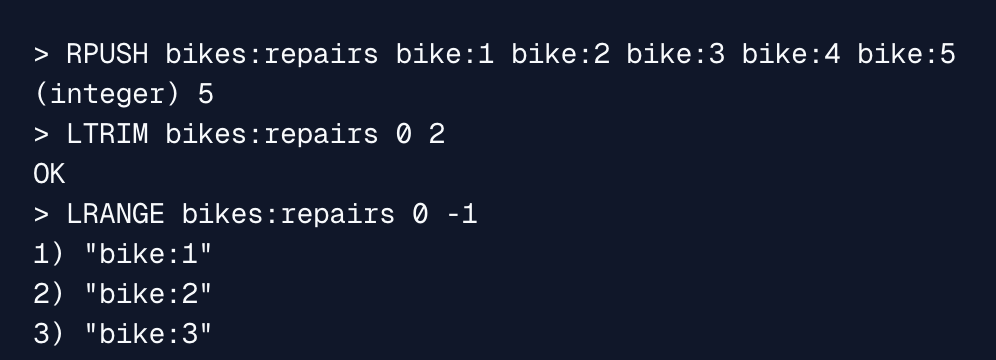 > RPUSH bikes:repairs bike:1 bike:2 bike:3 bike:4 bike:5
(integer) 5
> LTRIM bikes:repairs 0 2
OK
> LRANGE bikes:repairs 0 -1
1) "bike:1"
2) "bike:2"
3) "bike:3"